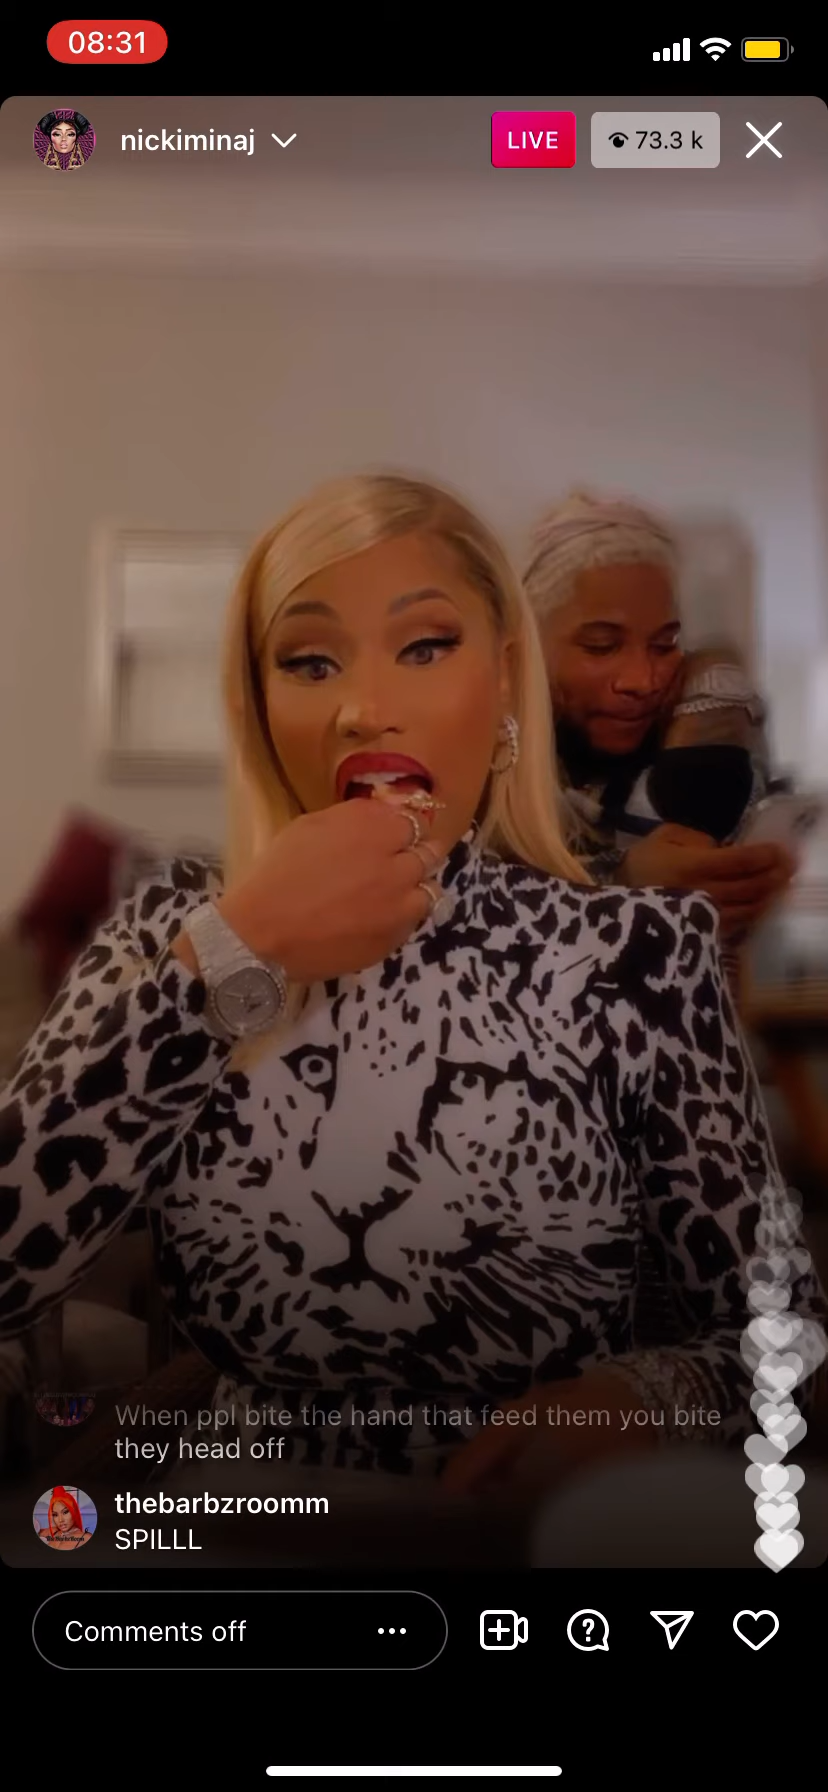 08:31
nickiminaj
LIVE
73.3 k
When ppl bite the hand that feed them you bite
they head off
thebarbzroomm
SPILLL
Comments off